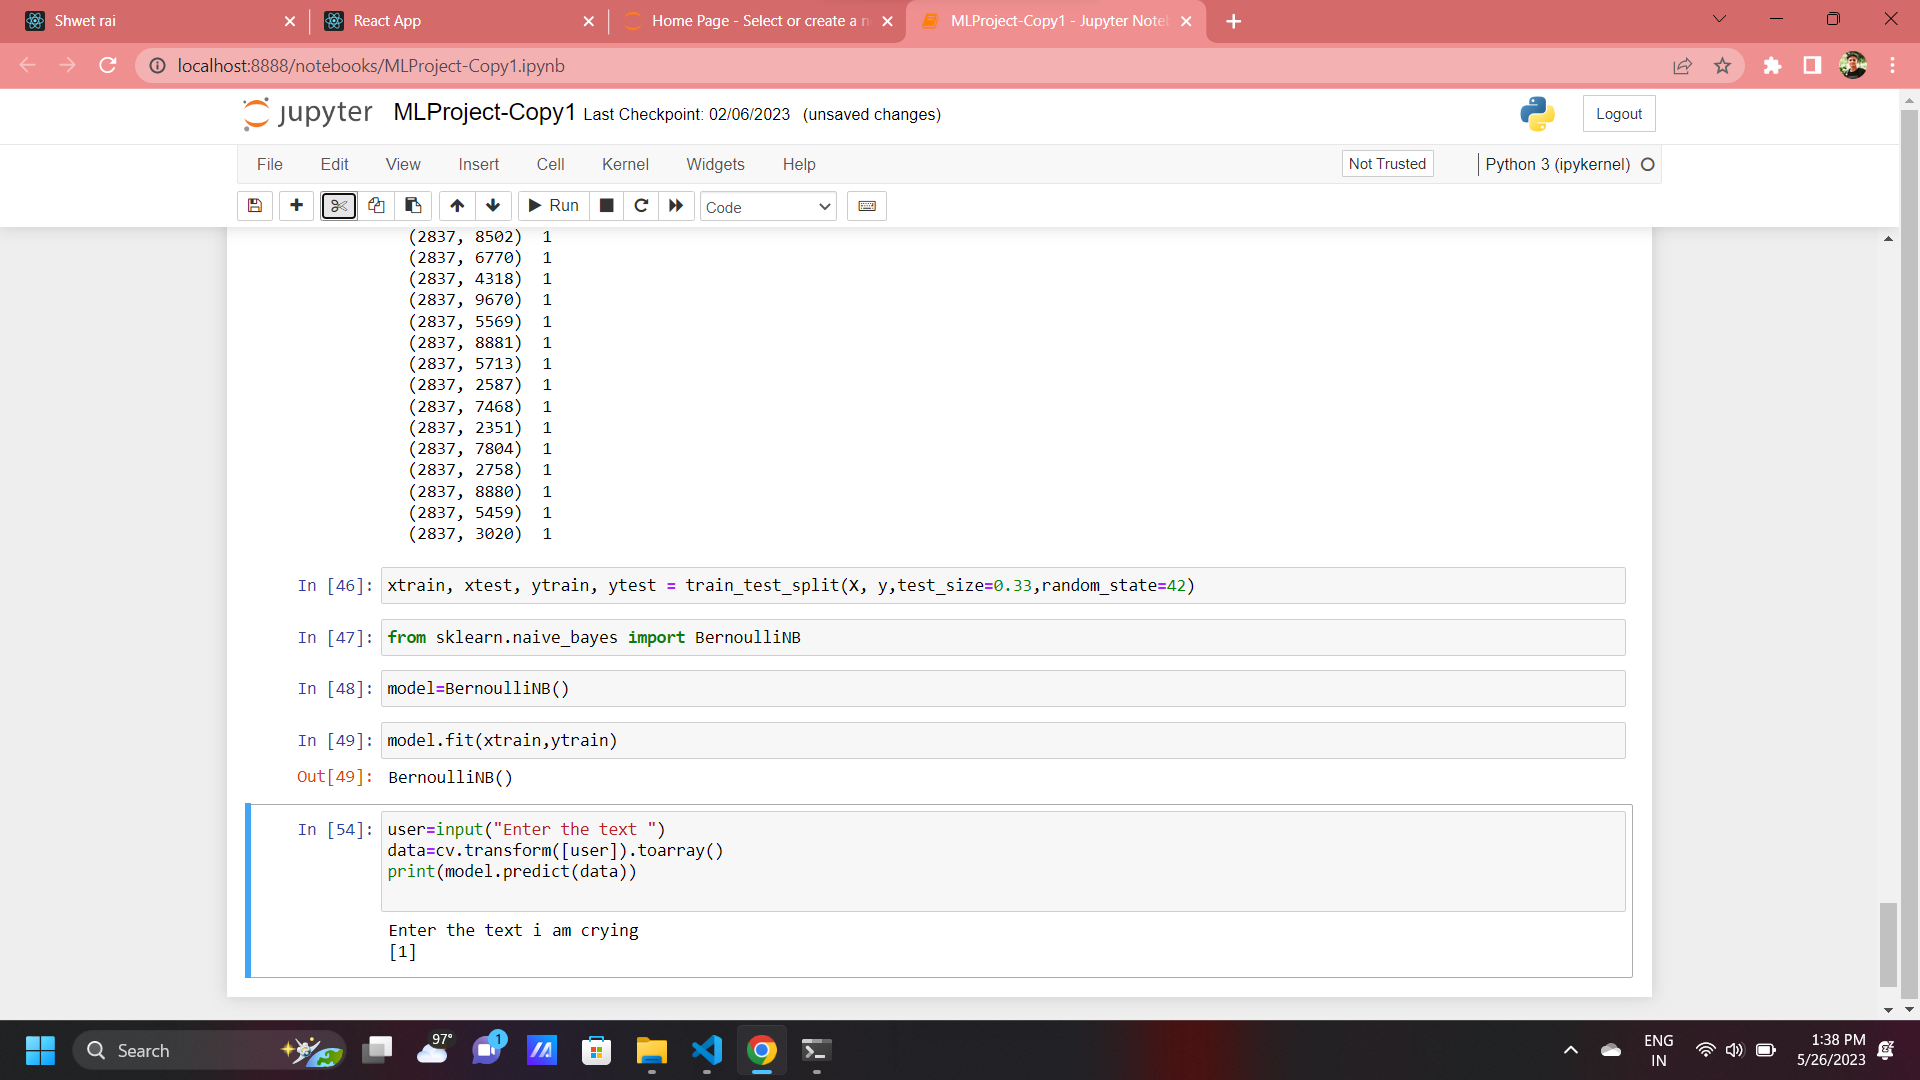 Shwet rai
React App
Home Page - Select or create a n
MLProject-Copy1 - Jupyter Note
localhost:8888/notebooks/MLProject-Copy1.ipynb
jupyter MLProject-Copy1 Last Checkpoint: 02/06/2023 (unsaved changes)
Logout
File Edit View Insert Cell Kernel Widgets Help
Not Trusted
Python 3 (ipykernel)
Run
Code
(2837, 8502) 1
(2837, 6770) 1
(2837, 4318) 1
(2837, 9670) 1
(2837, 5569) 1
(2837, 8881) 1
(2837, 5713) 1
(2837, 2587) 1
(2837, 7468) 1
(2837, 2351) 1
(2837, 7804) 1
(2837, 2758) 1
(2837, 8880) 1
(2837, 5459) 1
(2837, 3020) 1
In [46]: xtrain, xtest, ytrain, ytest = train_test_split(X, y,test_size=0.33,random_state=42)
In [47]: from sklearn.naive_bayes import BernoulliNB
In [48]: model=BernoulliNB()
In [49]: model.fit(xtrain,ytrain)
Out[49]: BernoulliNB()
In [54]: user=input("Enter the text ")
data=cv.transform([user]).toarray()
print(model.predict(data))
Enter the text i am crying
[1]
Search
97°
1
ENG
IN
1:38 PM
5/26/2023